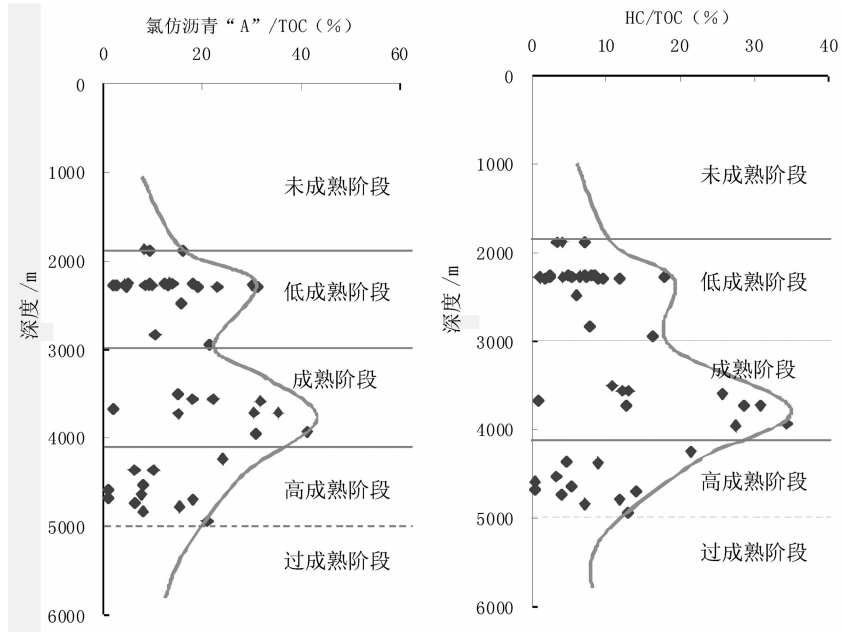 氯仿沥青“A”/TOC(%)
0 20 40 60
0
1000
2000
3000
4000
5000
6000
深度/m
未成熟阶段
低成熟阶段
成熟阶段
高成熟阶段
过成熟阶段
HC/TOC(%)
0 10 20 30 40
0
1000
2000
3000
4000
5000
6000
深度/m
未成熟阶段
低成熟阶段
成熟阶段
高成熟阶段
过成熟阶段